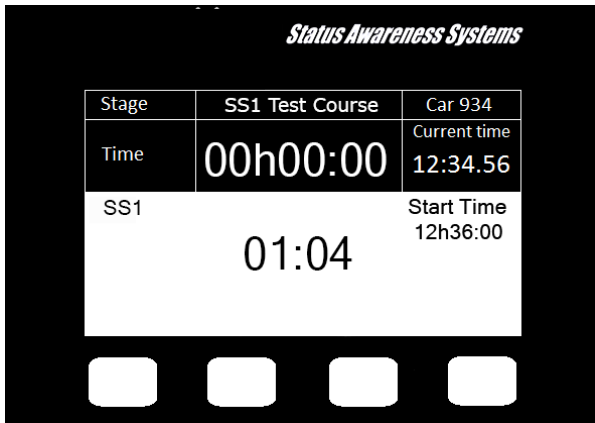 Status Awareness Systems
Stage SS1 Test Course Car 934
Time 00h00:00 Current time
12:34.56
SS1 Start Time
12h36:00
01:04